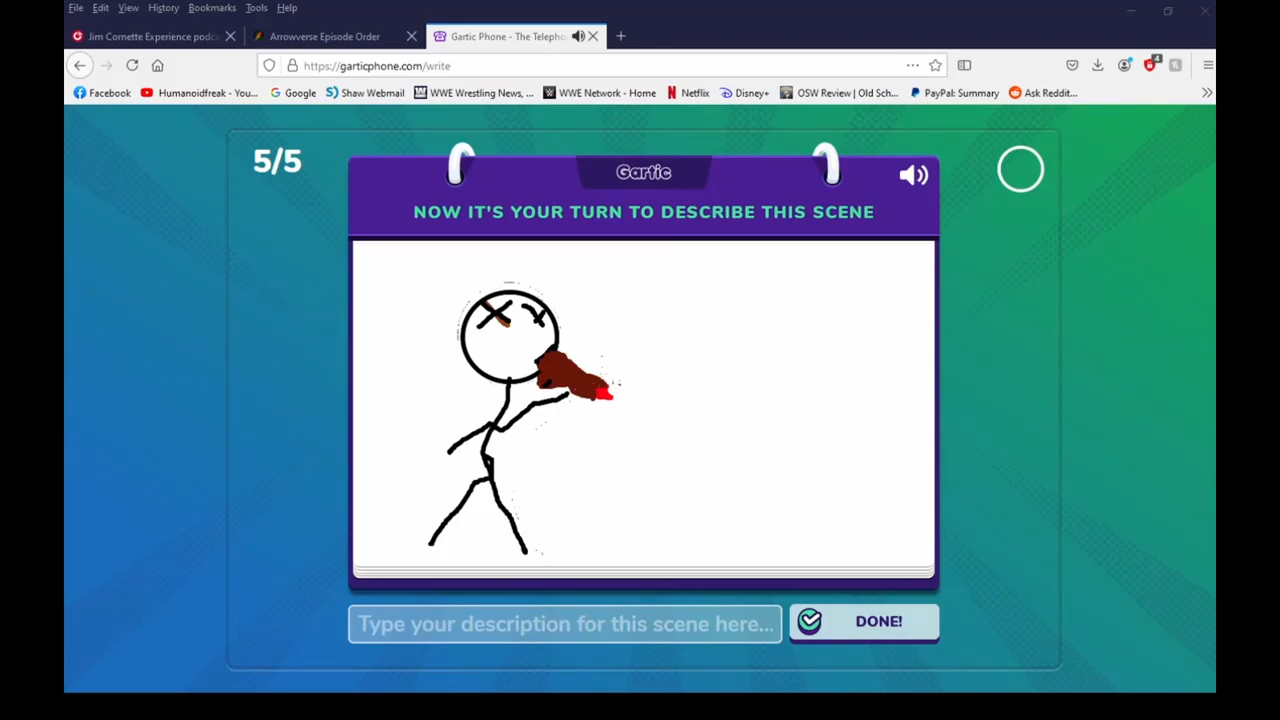 File Edit View History Bookmarks Tools Help
Jim Cornette Experience podc
Arrowverse Episode Order
Gartic Phone - The Telepho
https://garticphone.com/write
4
Facebook
Humanoidfreak - You...
Google
Shaw Webmail
WWE Wrestling News, ...
WWE Network - Home
Netflix
Disney+
OSW Review | Old Sch...
PayPal: Summary
Ask Reddit...
5/5
Gartic
NOW IT'S YOUR TURN TO DESCRIBE THIS SCENE
Type your description for this scene here...
DONE!